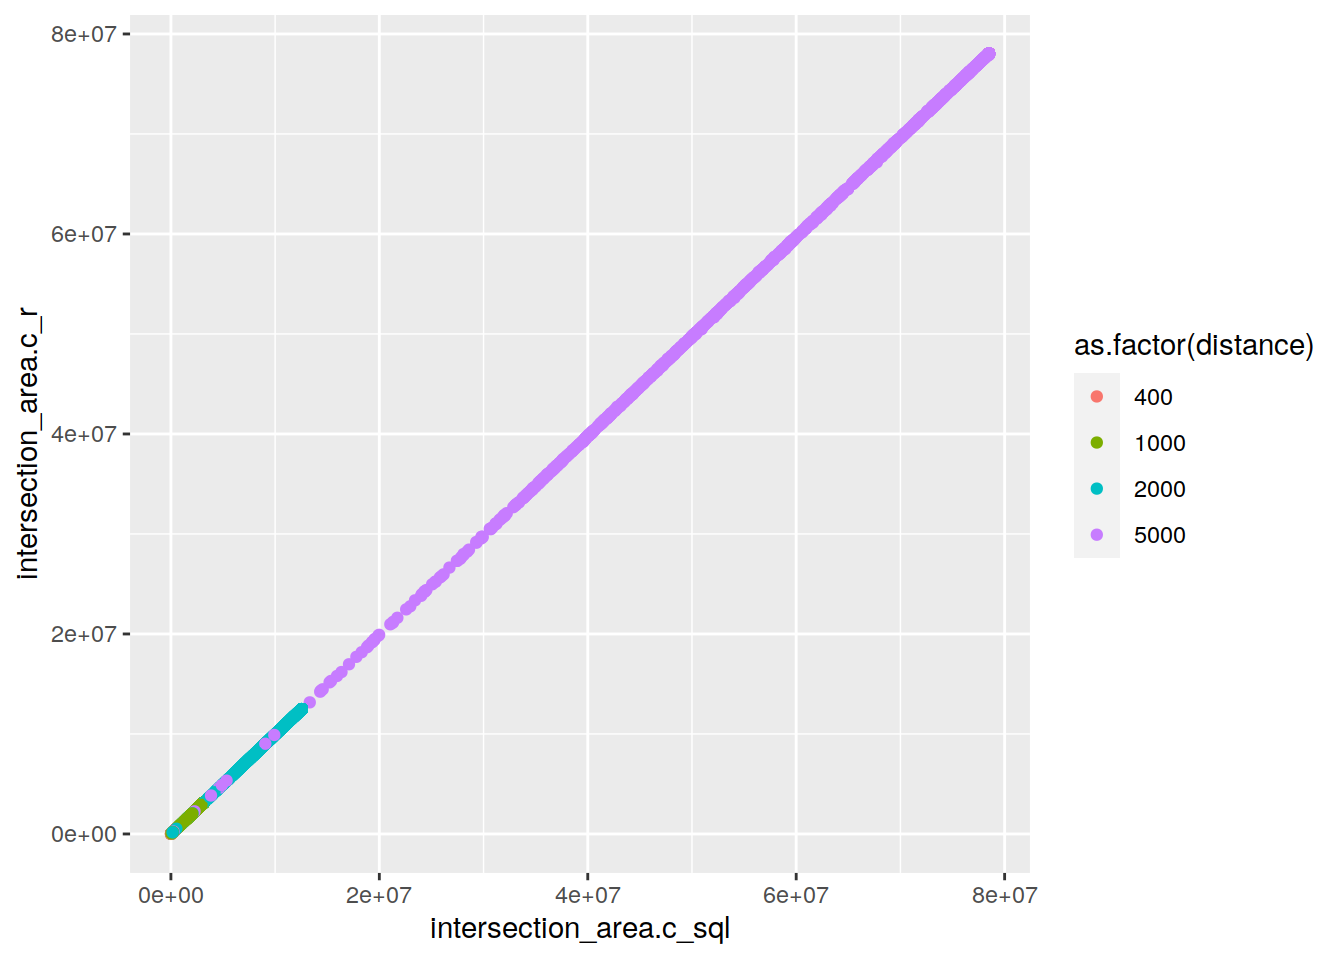 8e+07
6e+07
4e+07
2e+07
0e+00
intersection_area.c_r
0e+00 2e+07 4e+07 6e+07 8e+07
intersection_area.c_sql
as.factor(distance)
400
1000
2000
5000